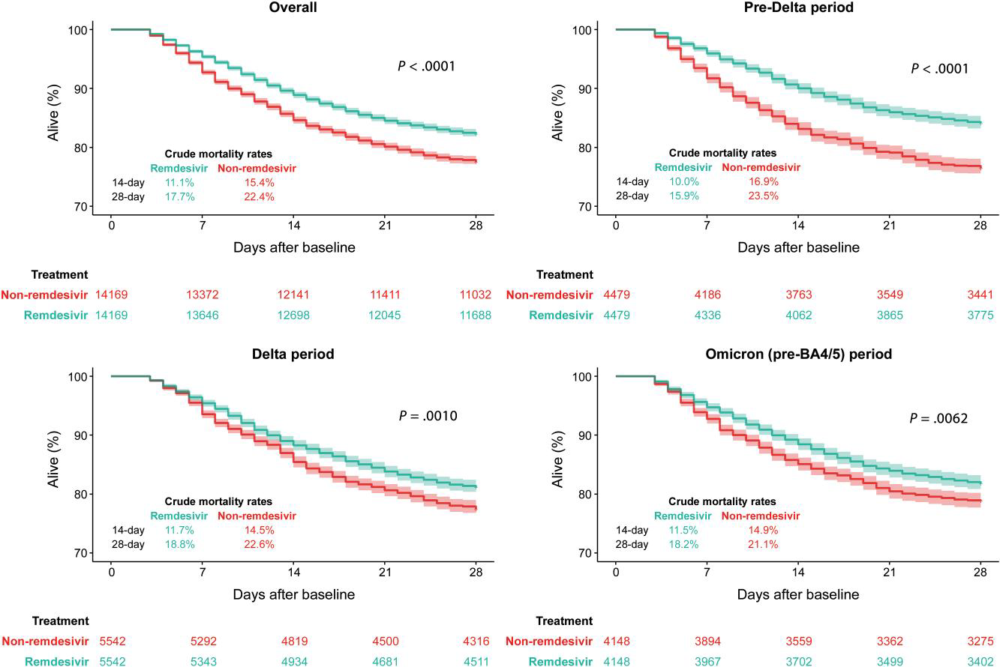 Overall
100
90
80
70
Alive (%)
P < .0001
Crude mortality rates
Remdesivir Non-remdesivir
14-day 11.1% 15.4%
28-day 17.7% 22.4%
0 7 14 21 28
Days after baseline
Treatment
Non-remdesivir 14169 13372 12141 11411 11032
Remdesivir 14169 13646 12698 12045 11688
Pre-Delta period
100
90
80
70
Alive (%)
P < .0001
Crude mortality rates
Remdesivir Non-remdesivir
14-day 10.0% 16.9%
28-day 15.9% 23.5%
0 7 14 21 28
Days after baseline
Treatment
Non-remdesivir 4479 4186 3763 3549 3441
Remdesivir 4479 4336 4062 3865 3775
Delta period
100
90
80
70
Alive (%)
P = .0010
Crude mortality rates
Remdesivir Non-remdesivir
14-day 11.7% 14.5%
28-day 18.8% 22.6%
0 7 14 21 28
Days after baseline
Treatment
Non-remdesivir 5542 5292 4819 4500 4316
Remdesivir 5542 5343 4934 4681 4511
Omicron (pre-BA4/5) period
100
90
80
70
Alive (%)
P = .0062
Crude mortality rates
Remdesivir Non-remdesivir
14-day 11.5% 14.9%
28-day 18.2% 21.1%
0 7 14 21 28
Days after baseline
Treatment
Non-remdesivir 4148 3894 3559 3362 3275
Remdesivir 4148 3967 3702 3499 3402